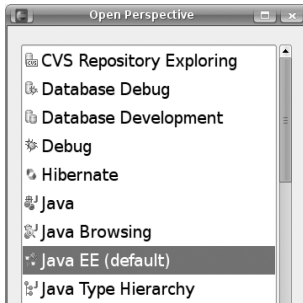 Open Perspective
CVS Repository Exploring
Database Debug
Database Development
Debug
Hibernate
Java
Java Browsing
Java EE (default)
Java Type Hierarchy